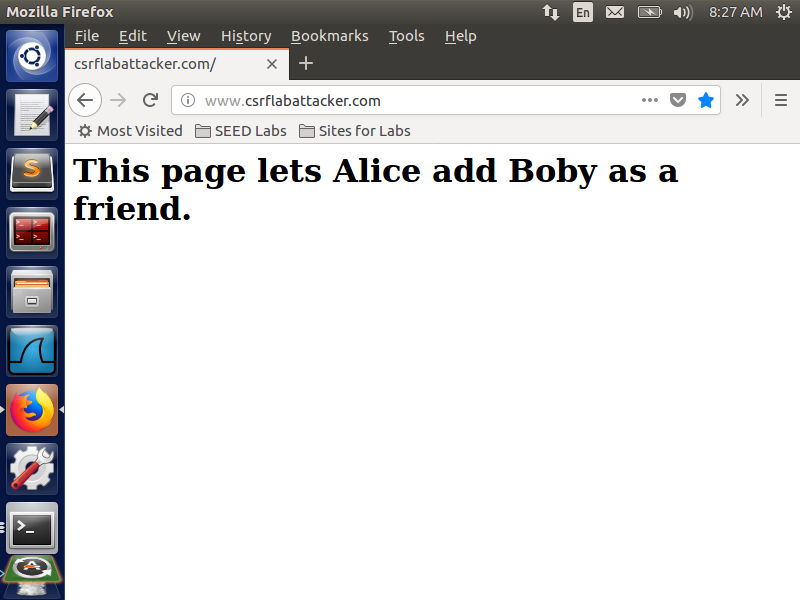 Mozilla Firefox En 8:27 AM
File Edit View History Bookmarks Tools Help
csrflabattacker.com/
www.csrflabattacker.com
Most Visited SEED Labs Sites for Labs
This page lets Alice add Boby as a
friend.